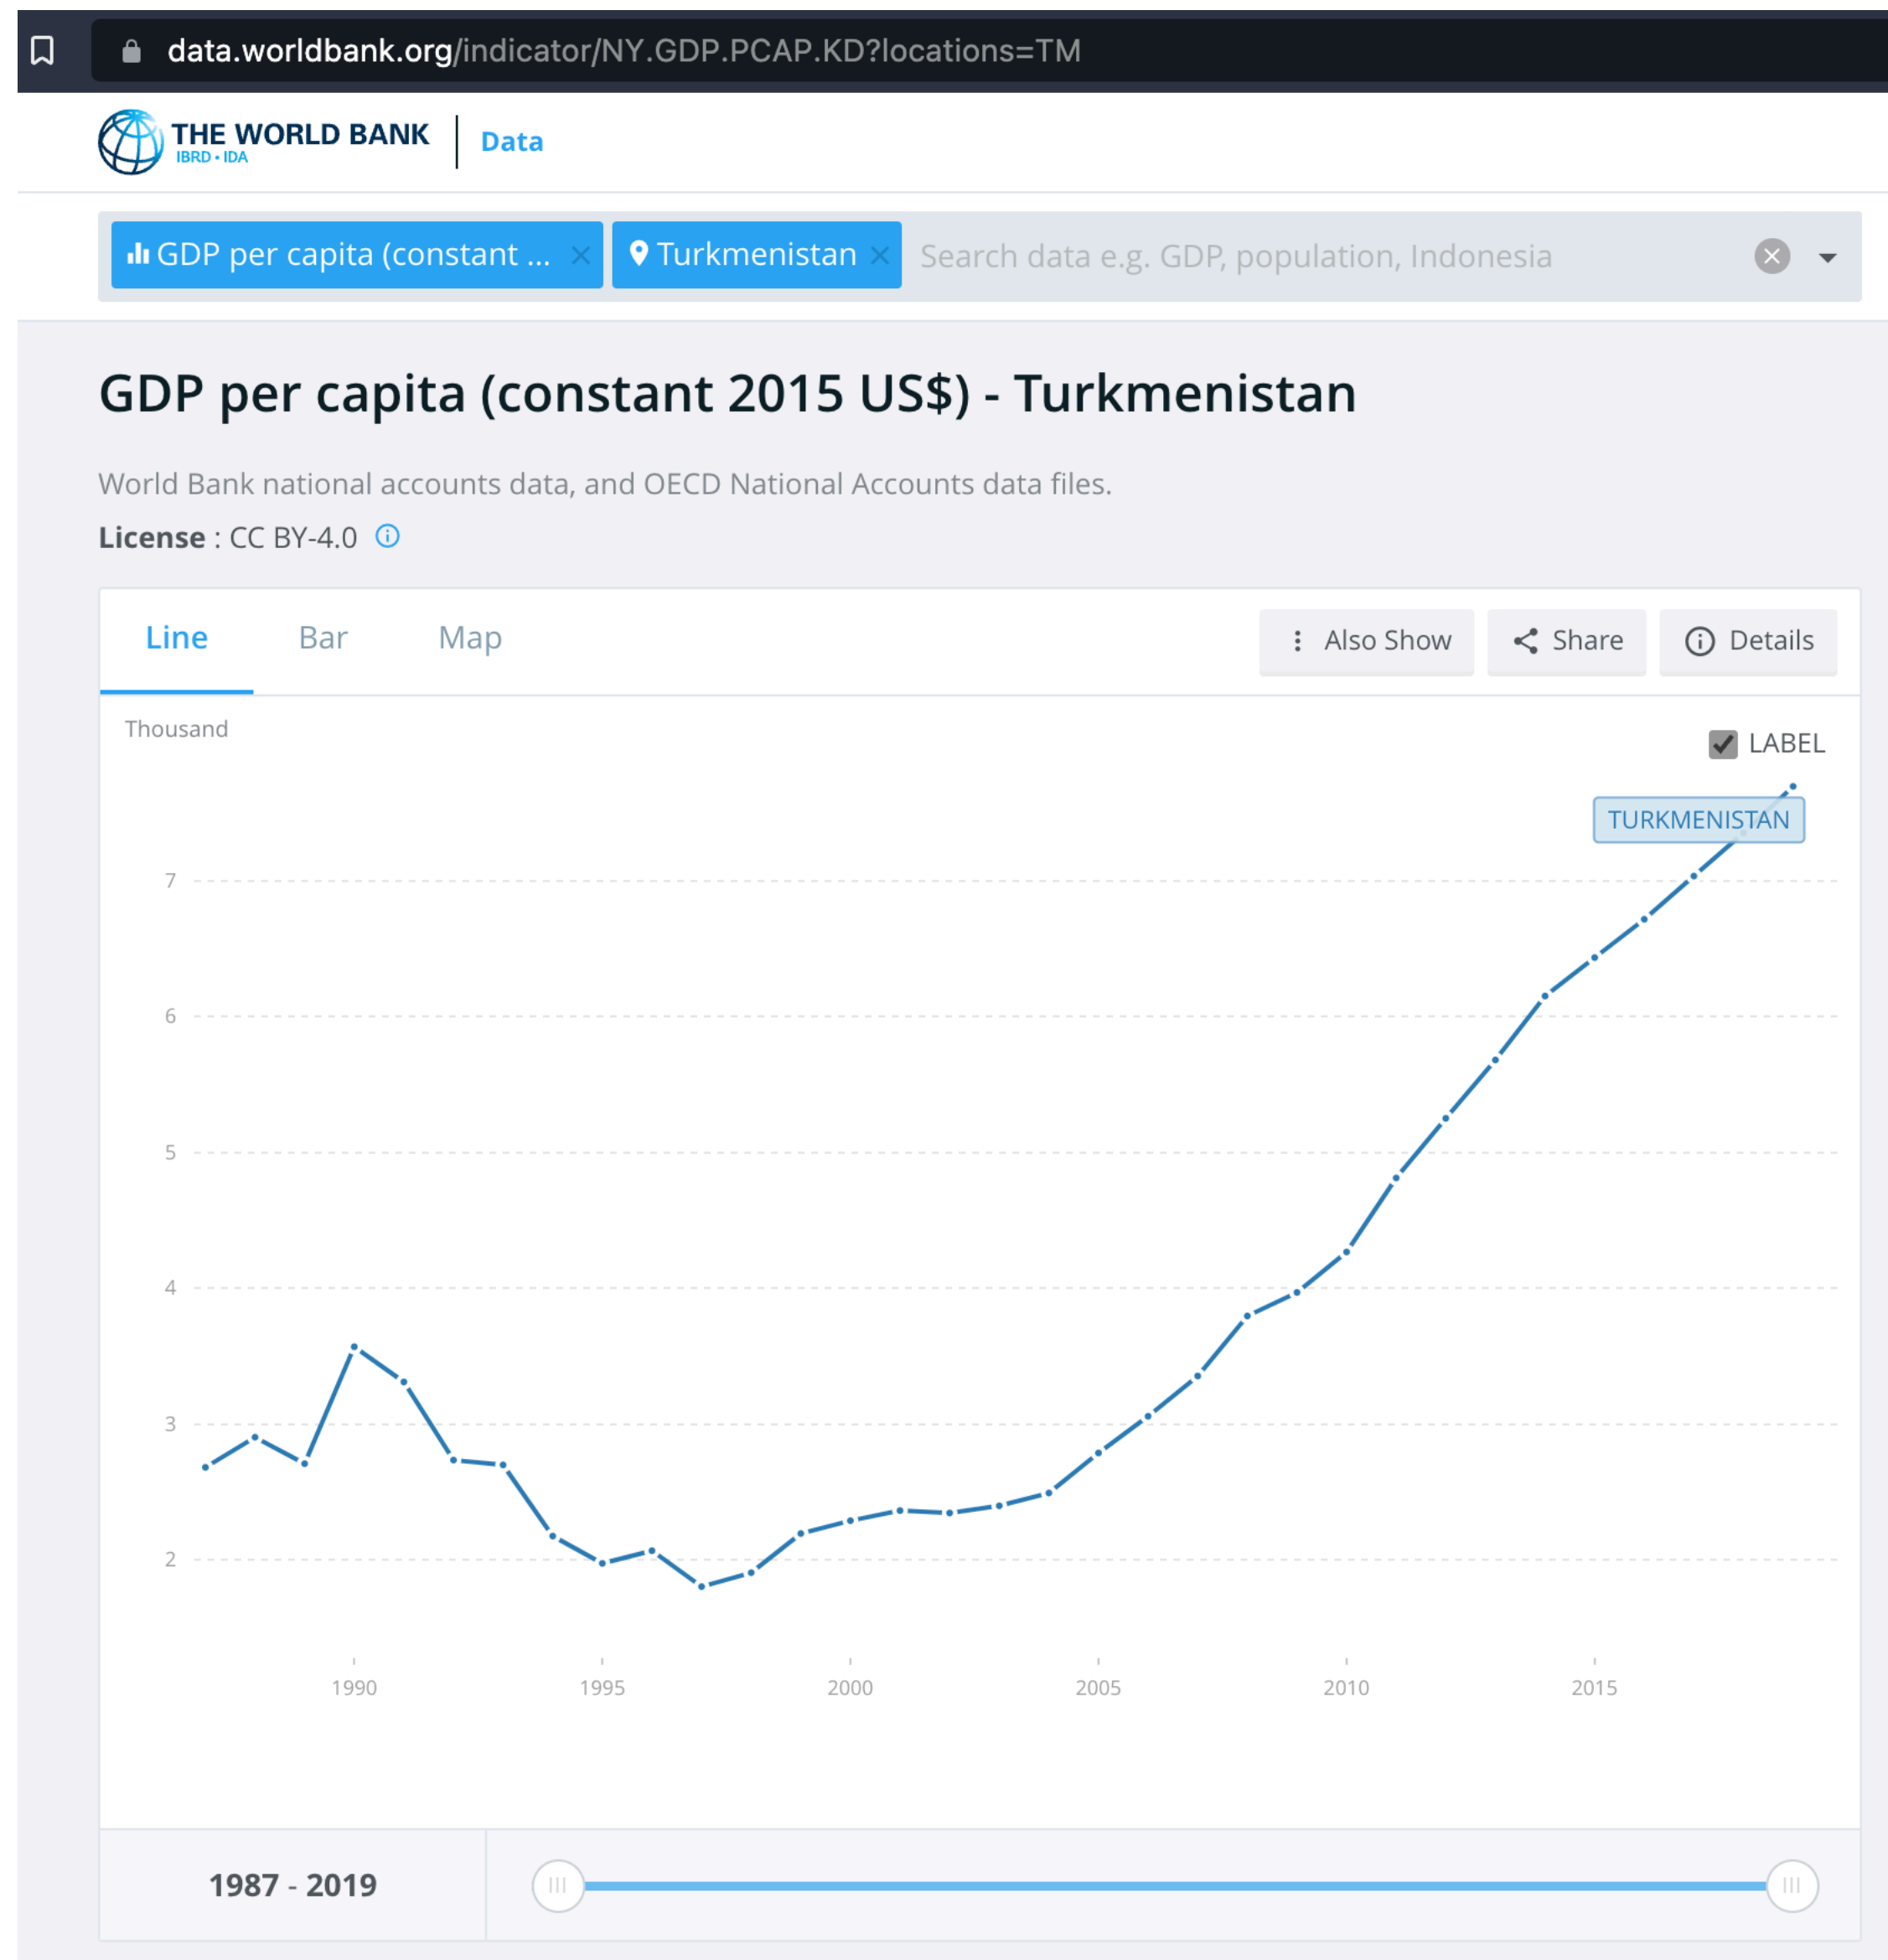 data.worldbank.org/indicator/NY.GDP.PCAP.KD?locations=TM
THE WORLD BANK
IBRD • IDA
Data
GDP per capita (constant ...
Turkmenistan
Search data e.g. GDP, population, Indonesia
GDP per capita (constant 2015 US$) - Turkmenistan
World Bank national accounts data, and OECD National Accounts data files.
License : CC BY-4.0
Line
Bar
Map
Also Show
Share
Details
Thousand
LABEL
TURKMENISTAN
7
6
5
4
3
2
1990
1995
2000
2005
2010
2015
1987 - 2019